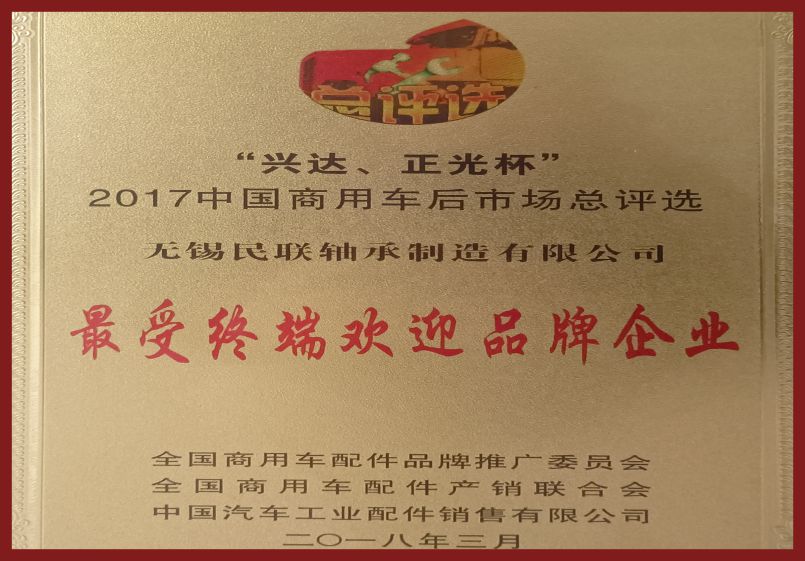 总评选
“兴达、正光杯”
2017中国商用车后市场总评选
无锡民联轴承制造有限公司
最受终端欢迎品牌企业
全国商用车配件品牌推广委员会
全国商用车配件产销联合会
中国汽车工业配件销售有限公司
二〇一八年三月